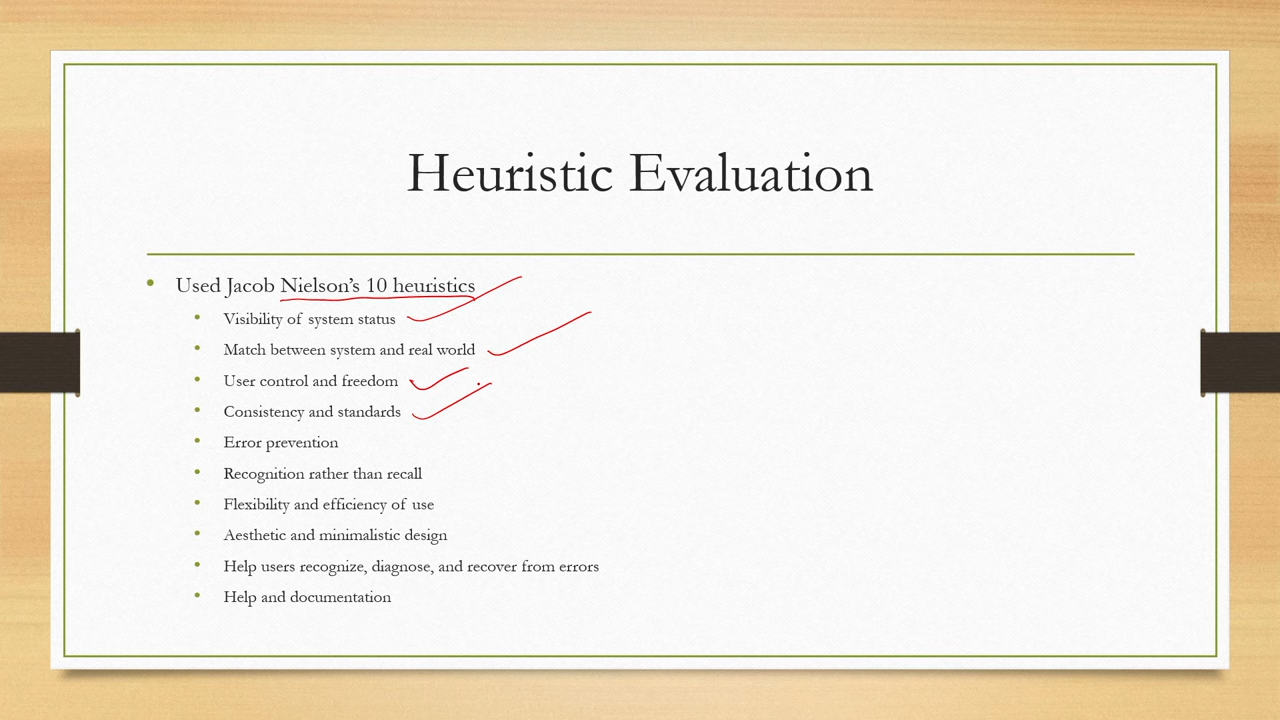 Heuristic Evaluation
• Used Jacob Nielson’s 10 heuristics
• Visibility of system status
• Match between system and real world
• User control and freedom
• Consistency and standards
• Error prevention
• Recognition rather than recall
• Flexibility and efficiency of use
• Aesthetic and minimalistic design
• Help users recognize, diagnose, and recover from errors
• Help and documentation